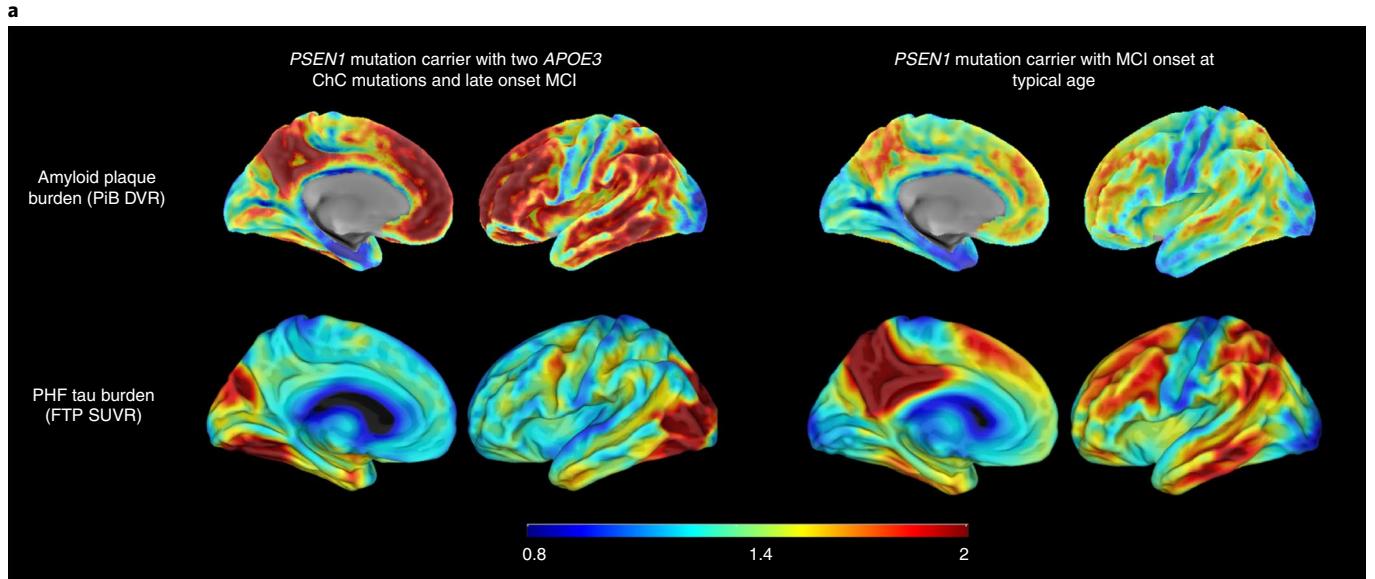 a
PSEN1 mutation carrier with two APOE3
ChC mutations and late onset MCI
PSEN1 mutation carrier with MCI onset at
typical age
Amyloid plaque
burden (PiB DVR)
PHF tau burden
(FTP SUVR)
0.8
1.4
2